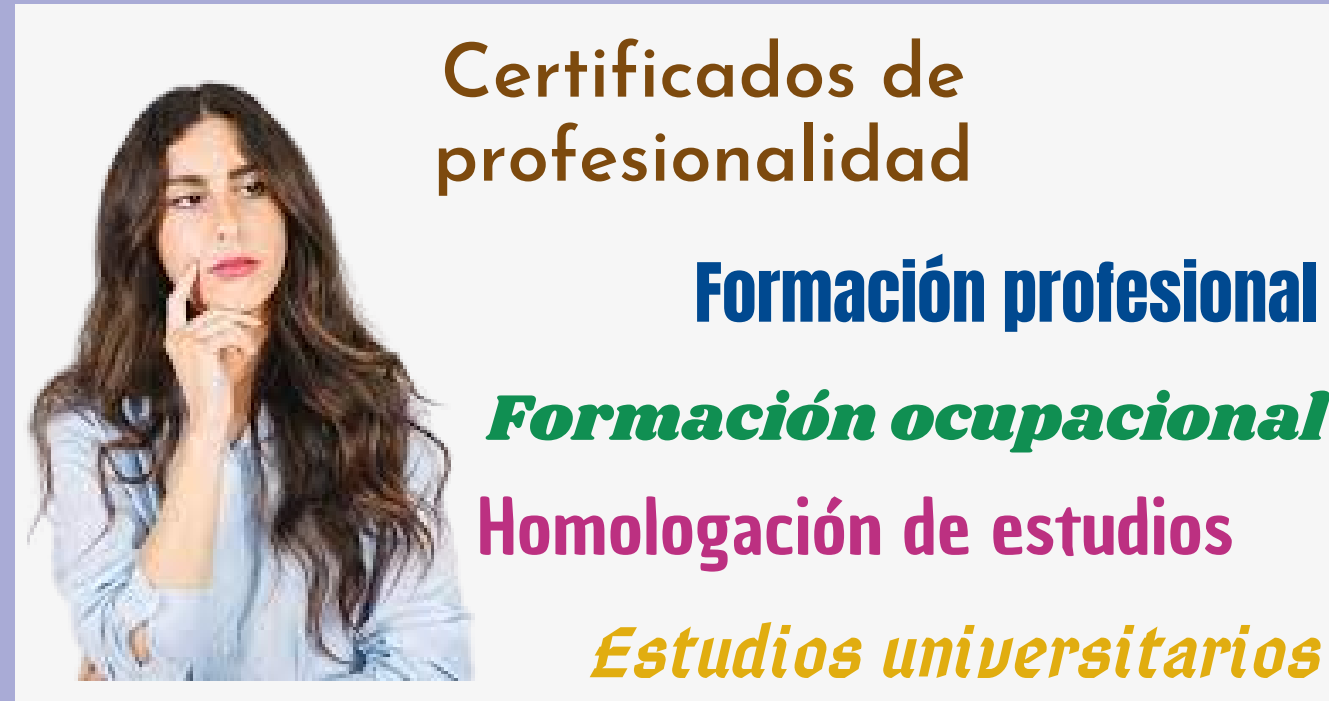 Certificados de
profesionalidad
Formación profesional
Formación ocupacional
Homologación de estudios
Estudios universitarios